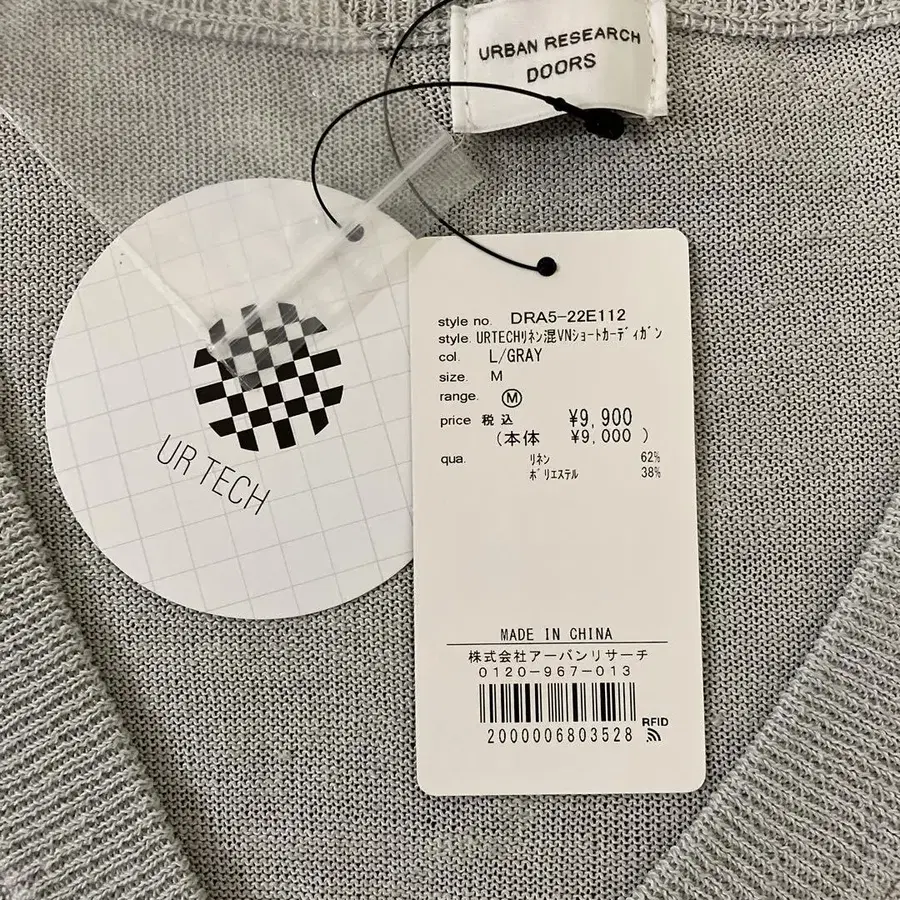 URBAN RESEARCH
DOORS
UR TECH
style no. DRA5-22E112
style. URTECHﾘﾈﾝ混VNｼｮｰﾄｶｰﾃﾞｨｶﾞﾝ
col. L/GRAY
size. M
range. Ⓜ
price 税込 ¥9,900
(本体 ¥9,000 )
qua. ﾘﾈﾝ 62%
ﾎﾟﾘｴｽﾃﾙ 38%
MADE IN CHINA
株式会社アーバンリサーチ
0120-967-013
RFID
2000006803528